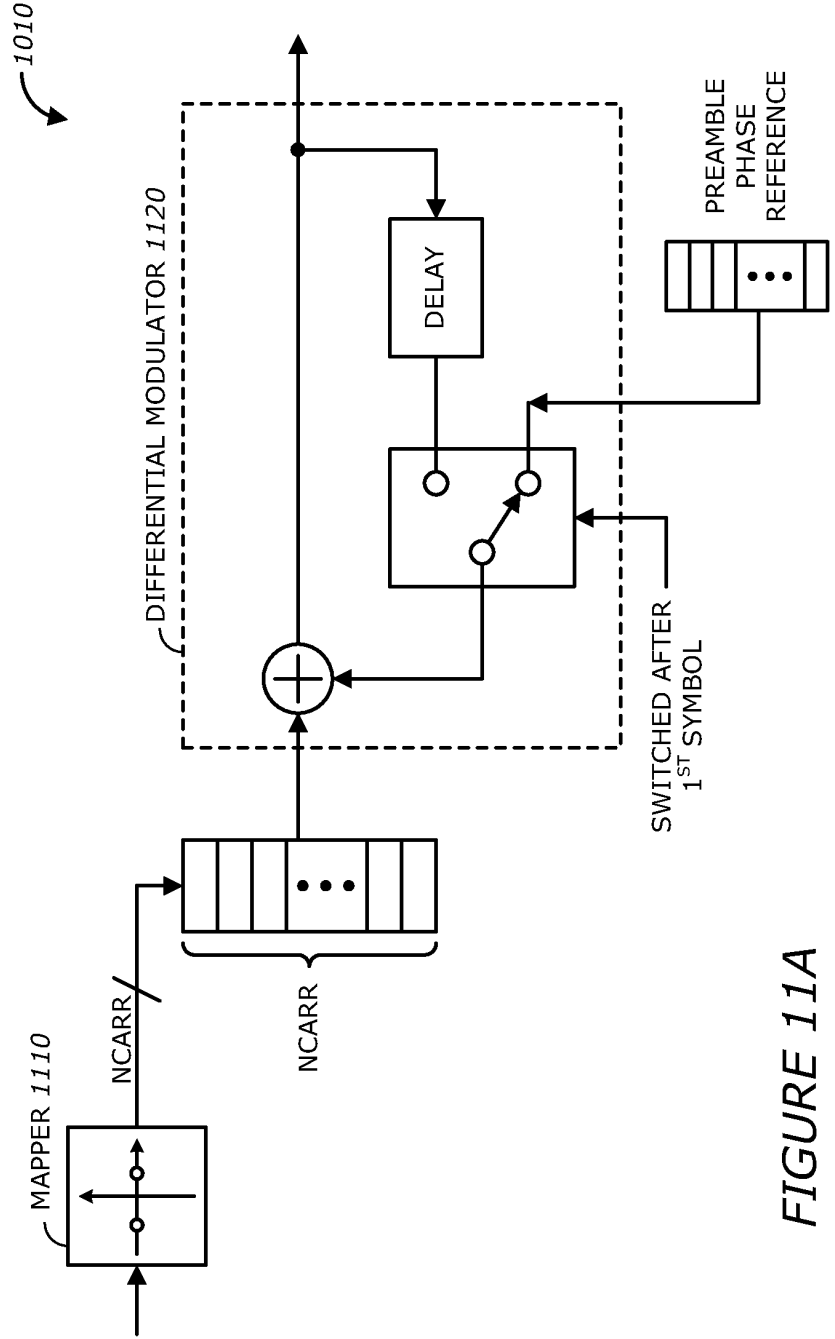 1010
MAPPER 1110
NCARR
NCARR
DIFFERENTIAL MODULATOR 1120
DELAY
SWITCHED AFTER
1ST SYMBOL
PREAMBLE
PHASE
REFERENCE
FIGURE 11A